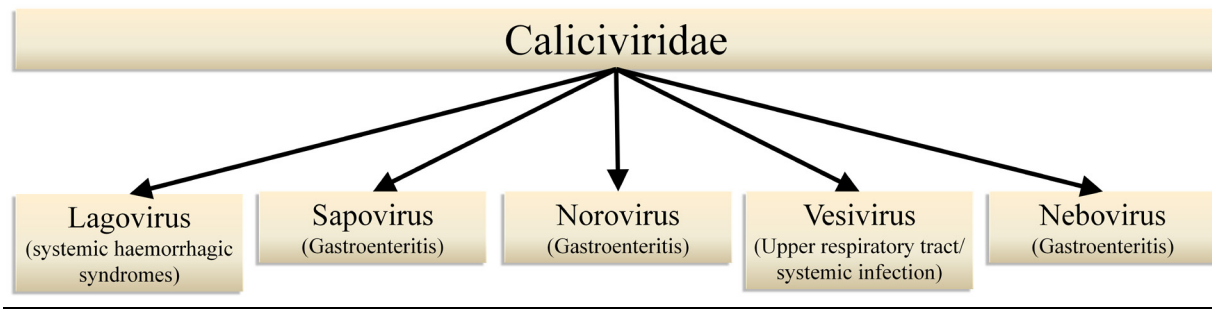 Caliciviridae
Lagovirus
(systemic haemorrhagic
syndromes)
Sapovirus
(Gastroenteritis)
Norovirus
(Gastroenteritis)
Vesivirus
(Upper respiratory tract/
systemic infection)
Nebovirus
(Gastroenteritis)